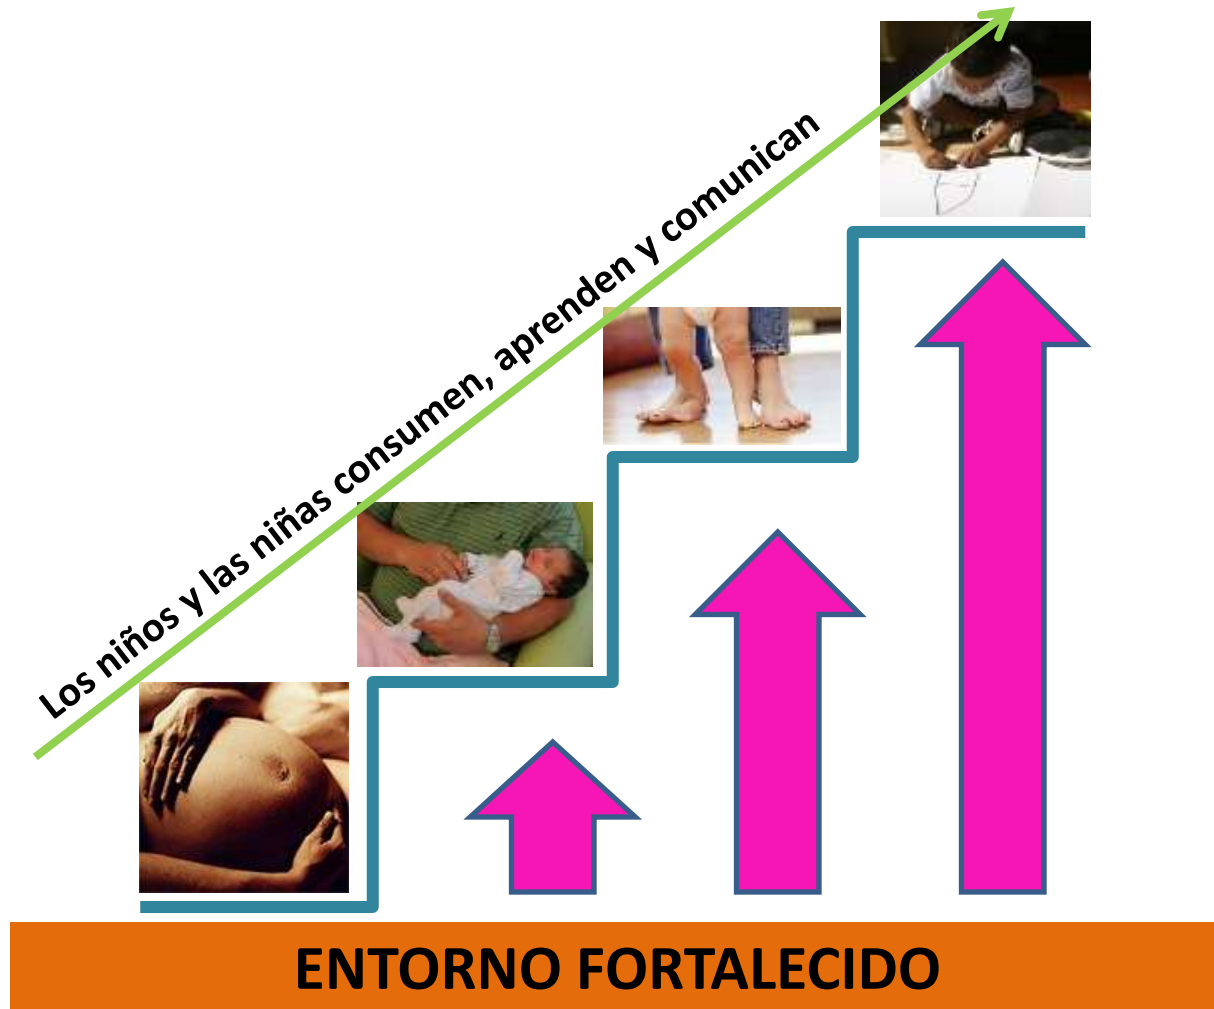 Los niños y las niñas consumen, aprenden y comunican
ENTORNO FORTALECIDO